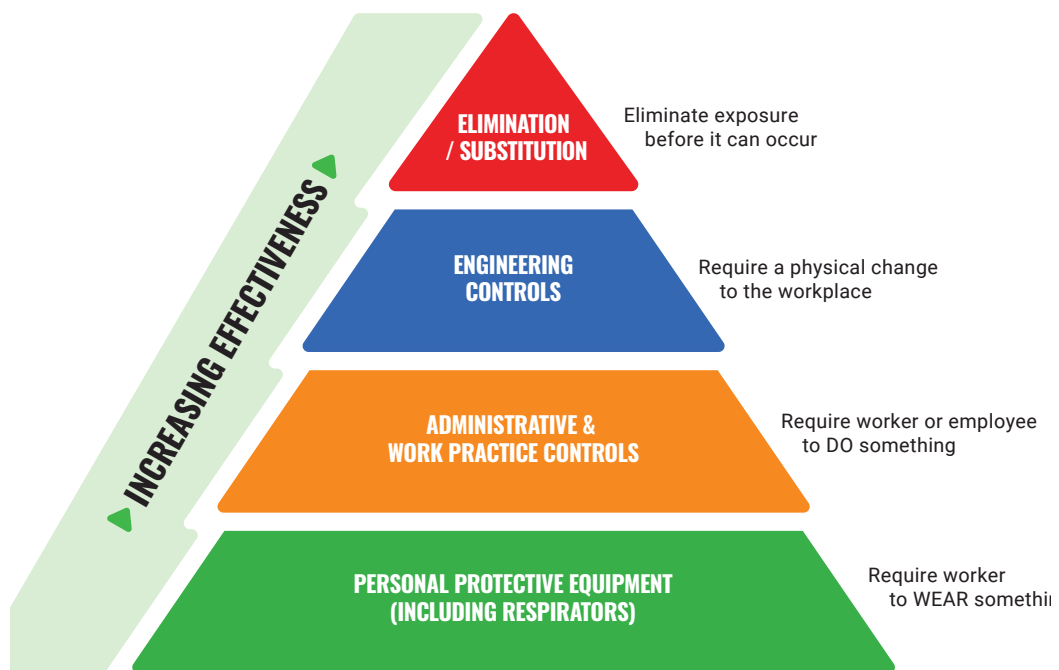 INCREASING EFFECTIVENESS
ELIMINATION
/ SUBSTITUTION
Eliminate exposure
before it can occur
ENGINEERING
CONTROLS
Require a physical change
to the workplace
ADMINISTRATIVE &
WORK PRACTICE CONTROLS
Require worker or employee
to DO something
PERSONAL PROTECTIVE EQUIPMENT
(INCLUDING RESPIRATORS)
Require worker
to WEAR